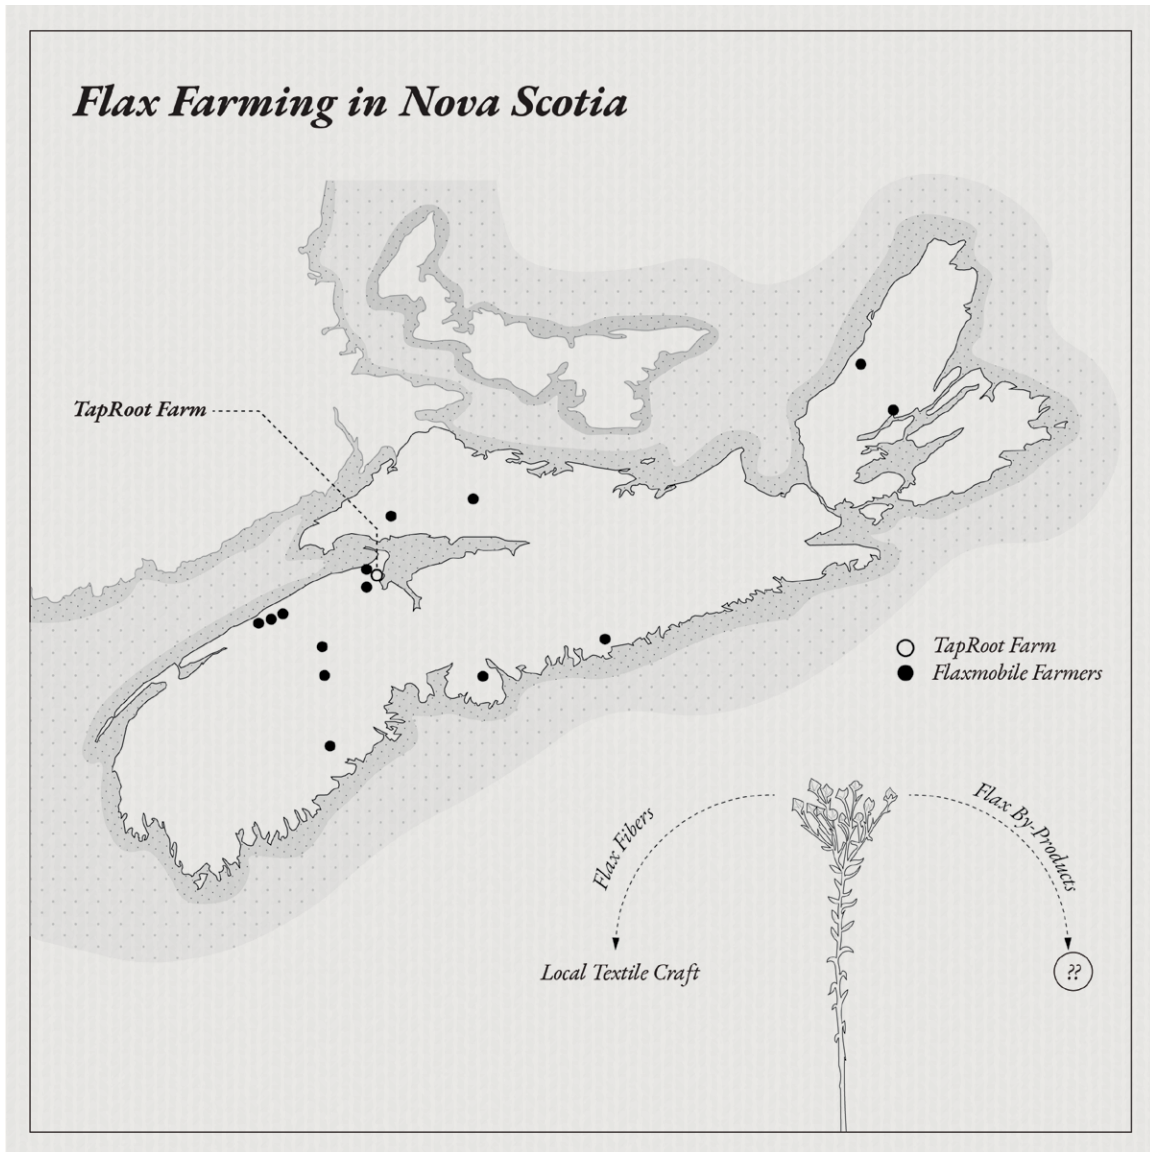 Flax Farming in Nova Scotia
TapRoot Farm
TapRoot Farm
Flaxmobile Farmers
Flax Fibers
Flax By-Products
Local Textile Craft
??